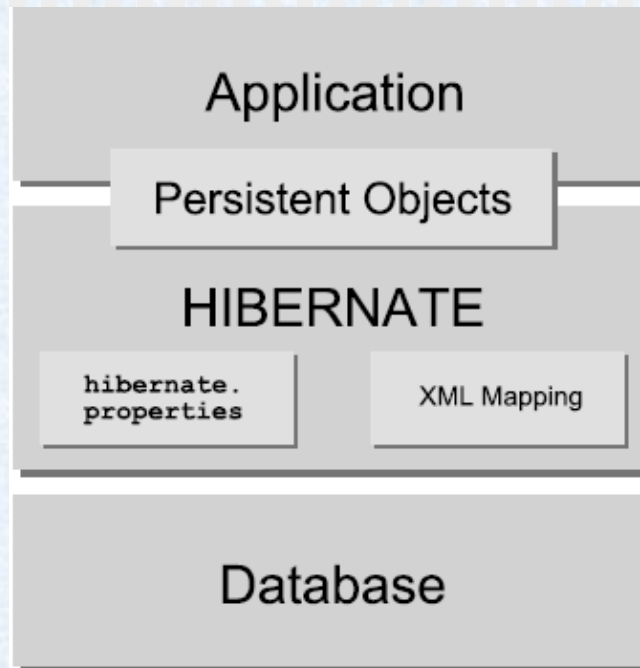 Application
Persistent Objects
HIBERNATE
hibernate.
properties
XML Mapping
Database